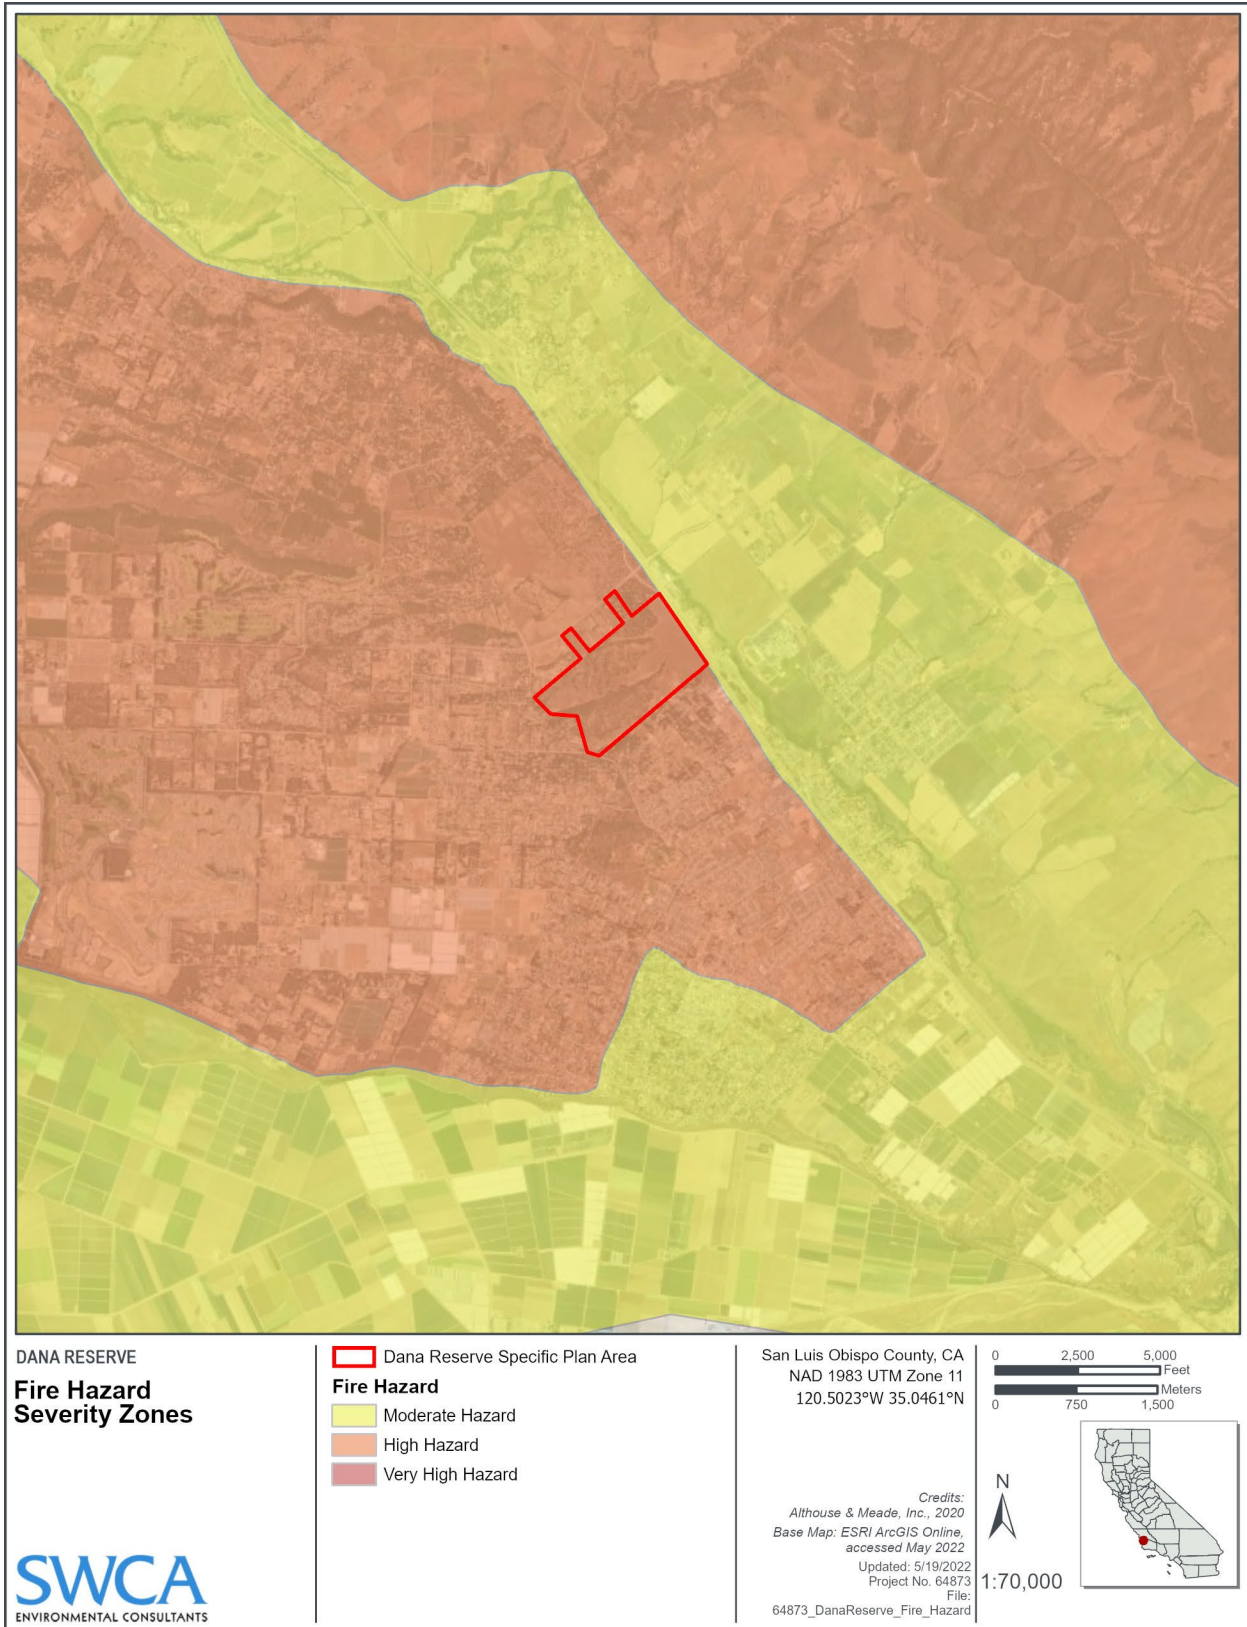 DANA RESERVE
Fire Hazard
Severity Zones
SWCA
ENVIRONMENTAL CONSULTANTS
Dana Reserve Specific Plan Area
Fire Hazard
Moderate Hazard
High Hazard
Very High Hazard
San Luis Obispo County, CA
NAD 1983 UTM Zone 11
120.5023°W 35.0461°N
Credits:
Althouse & Meade, Inc., 2020
Base Map: ESRI ArcGIS Online,
accessed May 2022
Updated: 5/19/2022
Project No. 64873
File:
64873_DanaReserve_Fire_Hazard
0 2,500 5,000
Feet
Meters
0 750 1,500
N
1:70,000